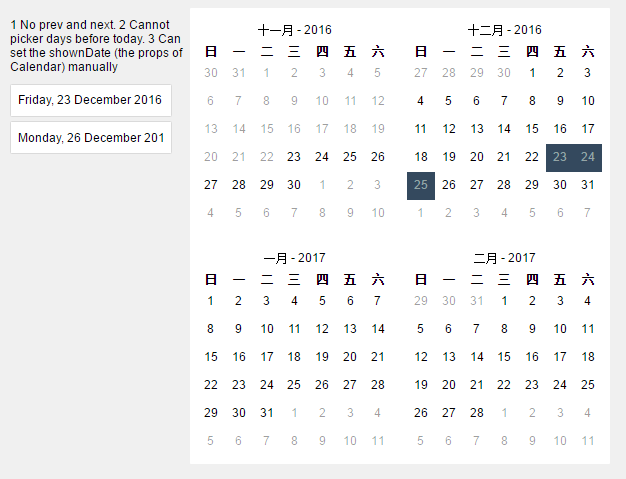 1 No prev and next. 2 Cannot
picker days before today. 3 Can
set the shownDate (the props of
Calendar) manually
Friday, 23 December 2016
Monday, 26 December 201
十一月 - 2016
日 一 二 三 四 五 六
30 31 1 2 3 4 5
6 7 8 9 10 11 12
13 14 15 16 17 18 19
20 21 22 23 24 25 26
27 28 29 30 1 2 3
4 5 6 7 8 9 10
十二月 - 2016
日 一 二 三 四 五 六
27 28 29 30 1 2 3
4 5 6 7 8 9 10
11 12 13 14 15 16 17
18 19 20 21 22 23 24
25 26 27 28 29 30 31
1 2 3 4 5 6 7
一月 - 2017
日 一 二 三 四 五 六
1 2 3 4 5 6 7
8 9 10 11 12 13 14
15 16 17 18 19 20 21
22 23 24 25 26 27 28
29 30 31 1 2 3 4
5 6 7 8 9 10 11
二月 - 2017
日 一 二 三 四 五 六
29 30 31 1 2 3 4
5 6 7 8 9 10 11
12 13 14 15 16 17 18
19 20 21 22 23 24 25
26 27 28 1 2 3 4
5 6 7 8 9 10 11